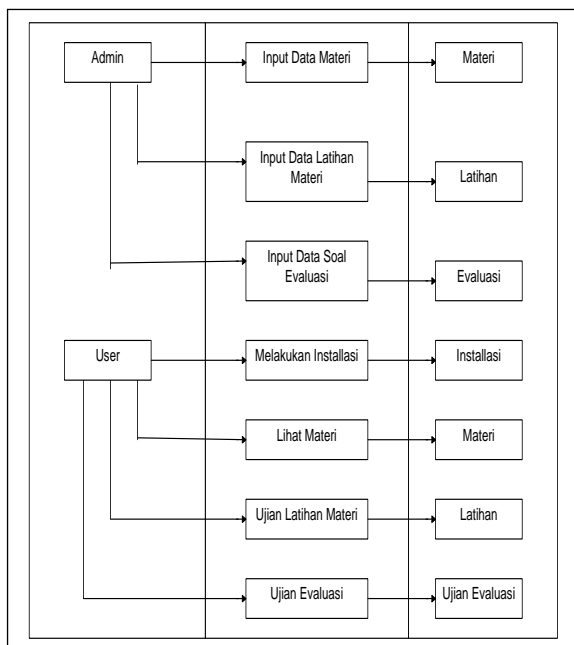 Admin
Input Data Materi
Materi
Input Data Latihan
Materi
Latihan
Input Data Soal
Evaluasi
Evaluasi
User
Melakukan Installasi
Installasi
Lihat Materi
Materi
Ujian Latihan Materi
Latihan
Ujian Evaluasi
Ujian Evaluasi